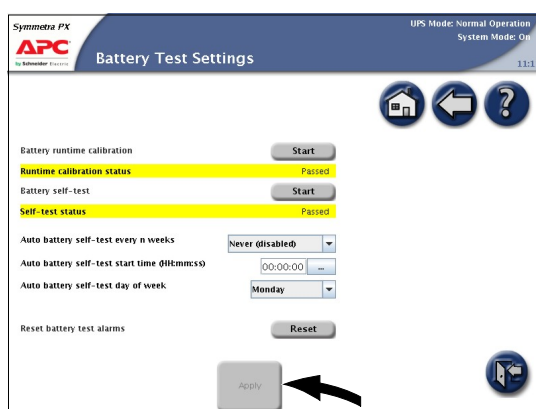 Symmetra PX
UPS Mode: Normal Operation
System Mode: On
APC
by Schneider Electric
Battery Test Settings
11:1
?
Battery runtime calibration Start
Runtime calibration status Passed
Battery self-test Start
Self-test status Passed
Auto battery self-test every n weeks Never (disabled)
Auto battery self-test start time (HH:mm:ss) 00:00:00 ...
Auto battery self-test day of week Monday
Reset battery test alarms Reset
Apply